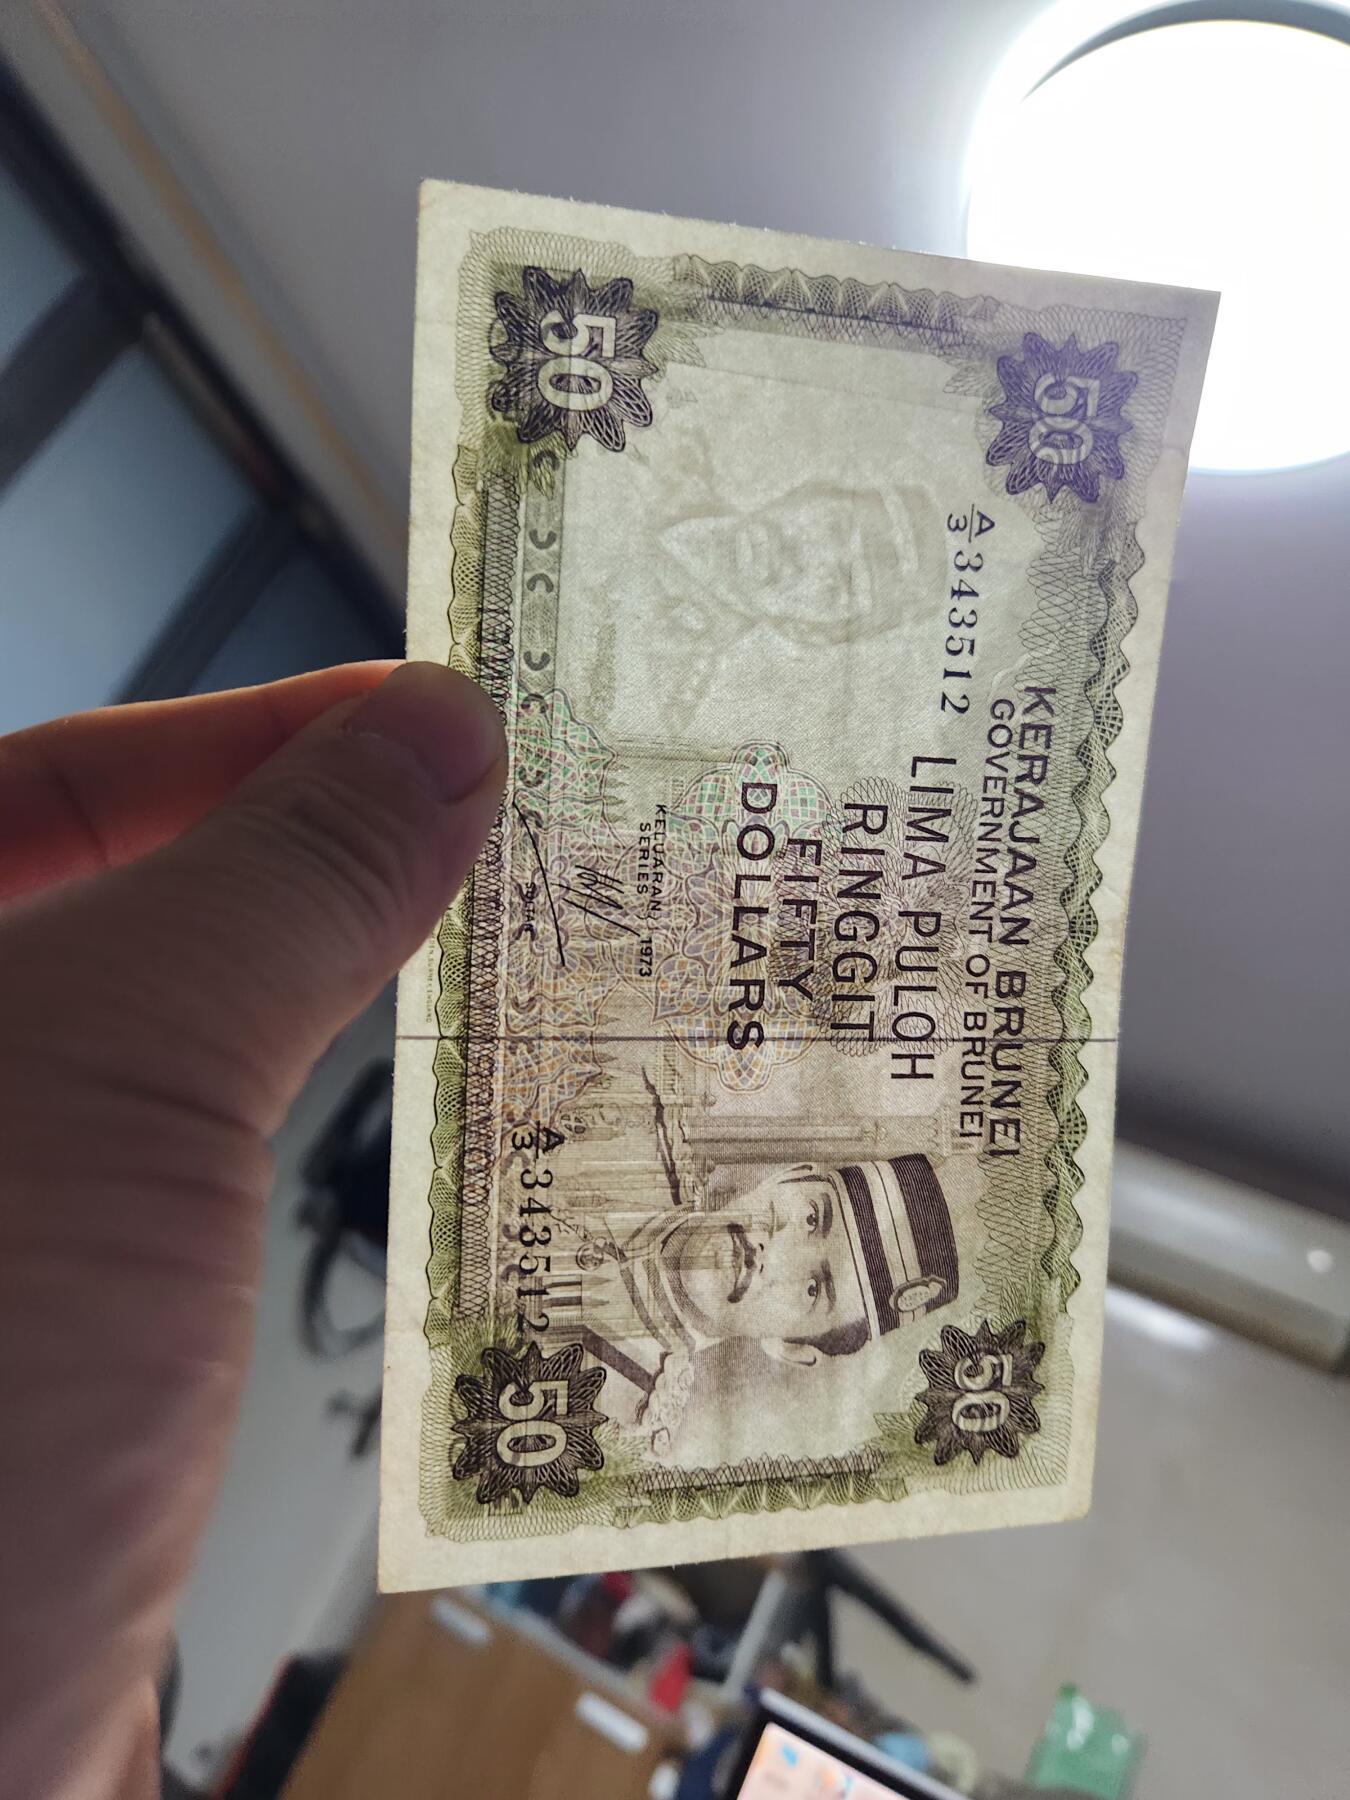 50
50
KERAJAAN BRUNEI
GOVERNMENT OF BRUNEI
A/3 343512
LIMA PULOH
RINGGIT
FIFTY
DOLLARS
KELUARAN
SERIES 1973
A/3 343512
50
50